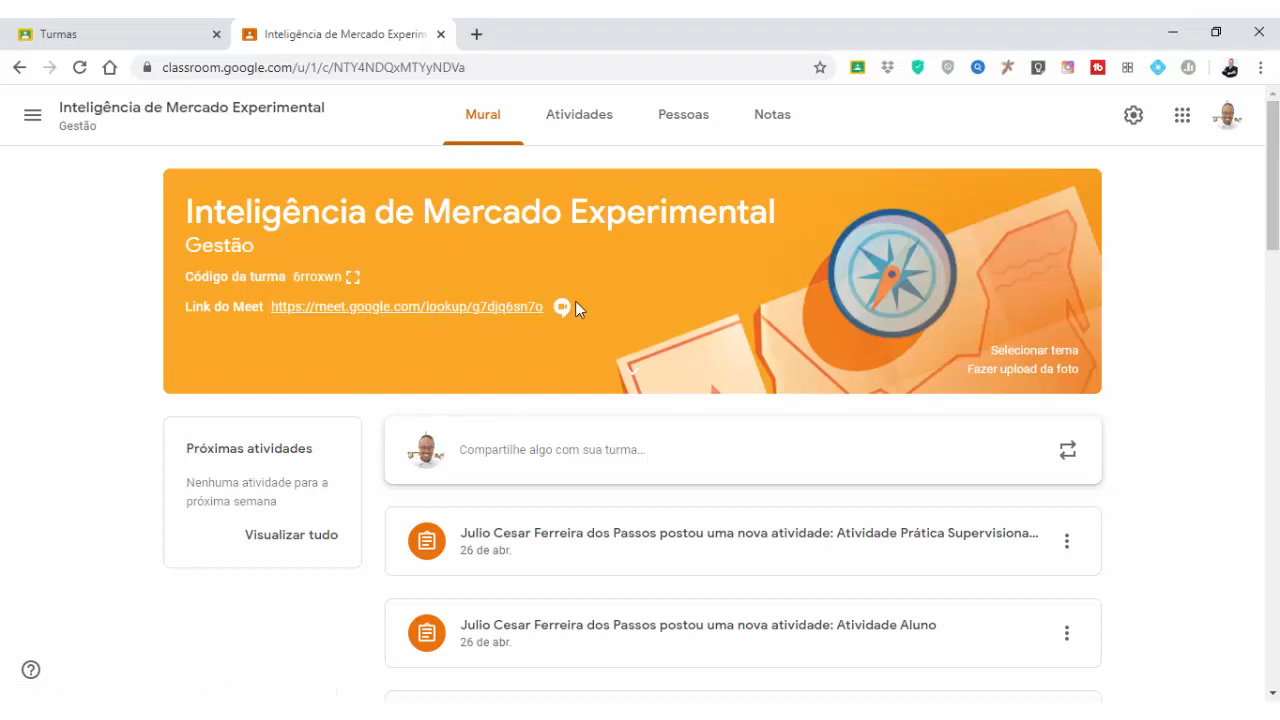 Turmas
Inteligência de Mercado Experim
classroom.google.com/u/1/c/NTY4NDQxMTYyNDVa
Inteligência de Mercado Experimental
Gestão
Mural
Atividades
Pessoas
Notas
Inteligência de Mercado Experimental
Gestão
Código da turma 6rroxwn
Link do Meet https://meet.google.com/lookup/g7djq6sn7o
Selecionar tema
Fazer upload da foto
Próximas atividades
Nenhuma atividade para a
próxima semana
Visualizar tudo
Compartilhe algo com sua turma...
Julio Cesar Ferreira dos Passos postou uma nova atividade: Atividade Prática Supervisiona...
26 de abr.
Julio Cesar Ferreira dos Passos postou uma nova atividade: Atividade Aluno
26 de abr.